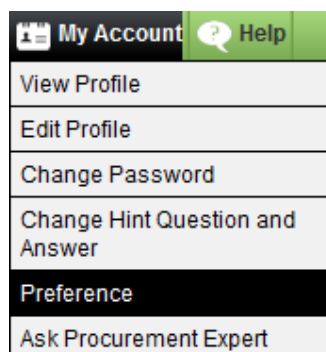 My Account ? Help
View Profile
Edit Profile
Change Password
Change Hint Question and
Answer
Preference
Ask Procurement Expert